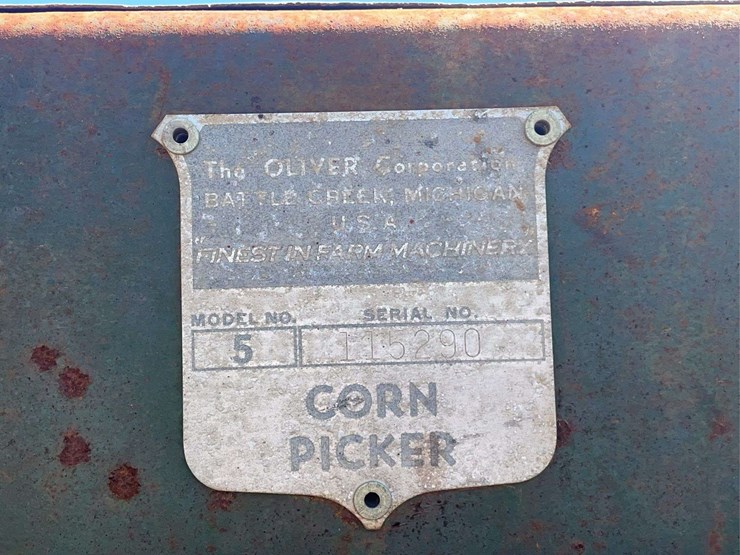 The OLIVER Corporation
BATTLE CREEK, MICHIGAN
U.S.A.
"FINEST IN FARM MACHINERY"
MODEL NO. SERIAL NO.
5 115290
CORN
PICKER